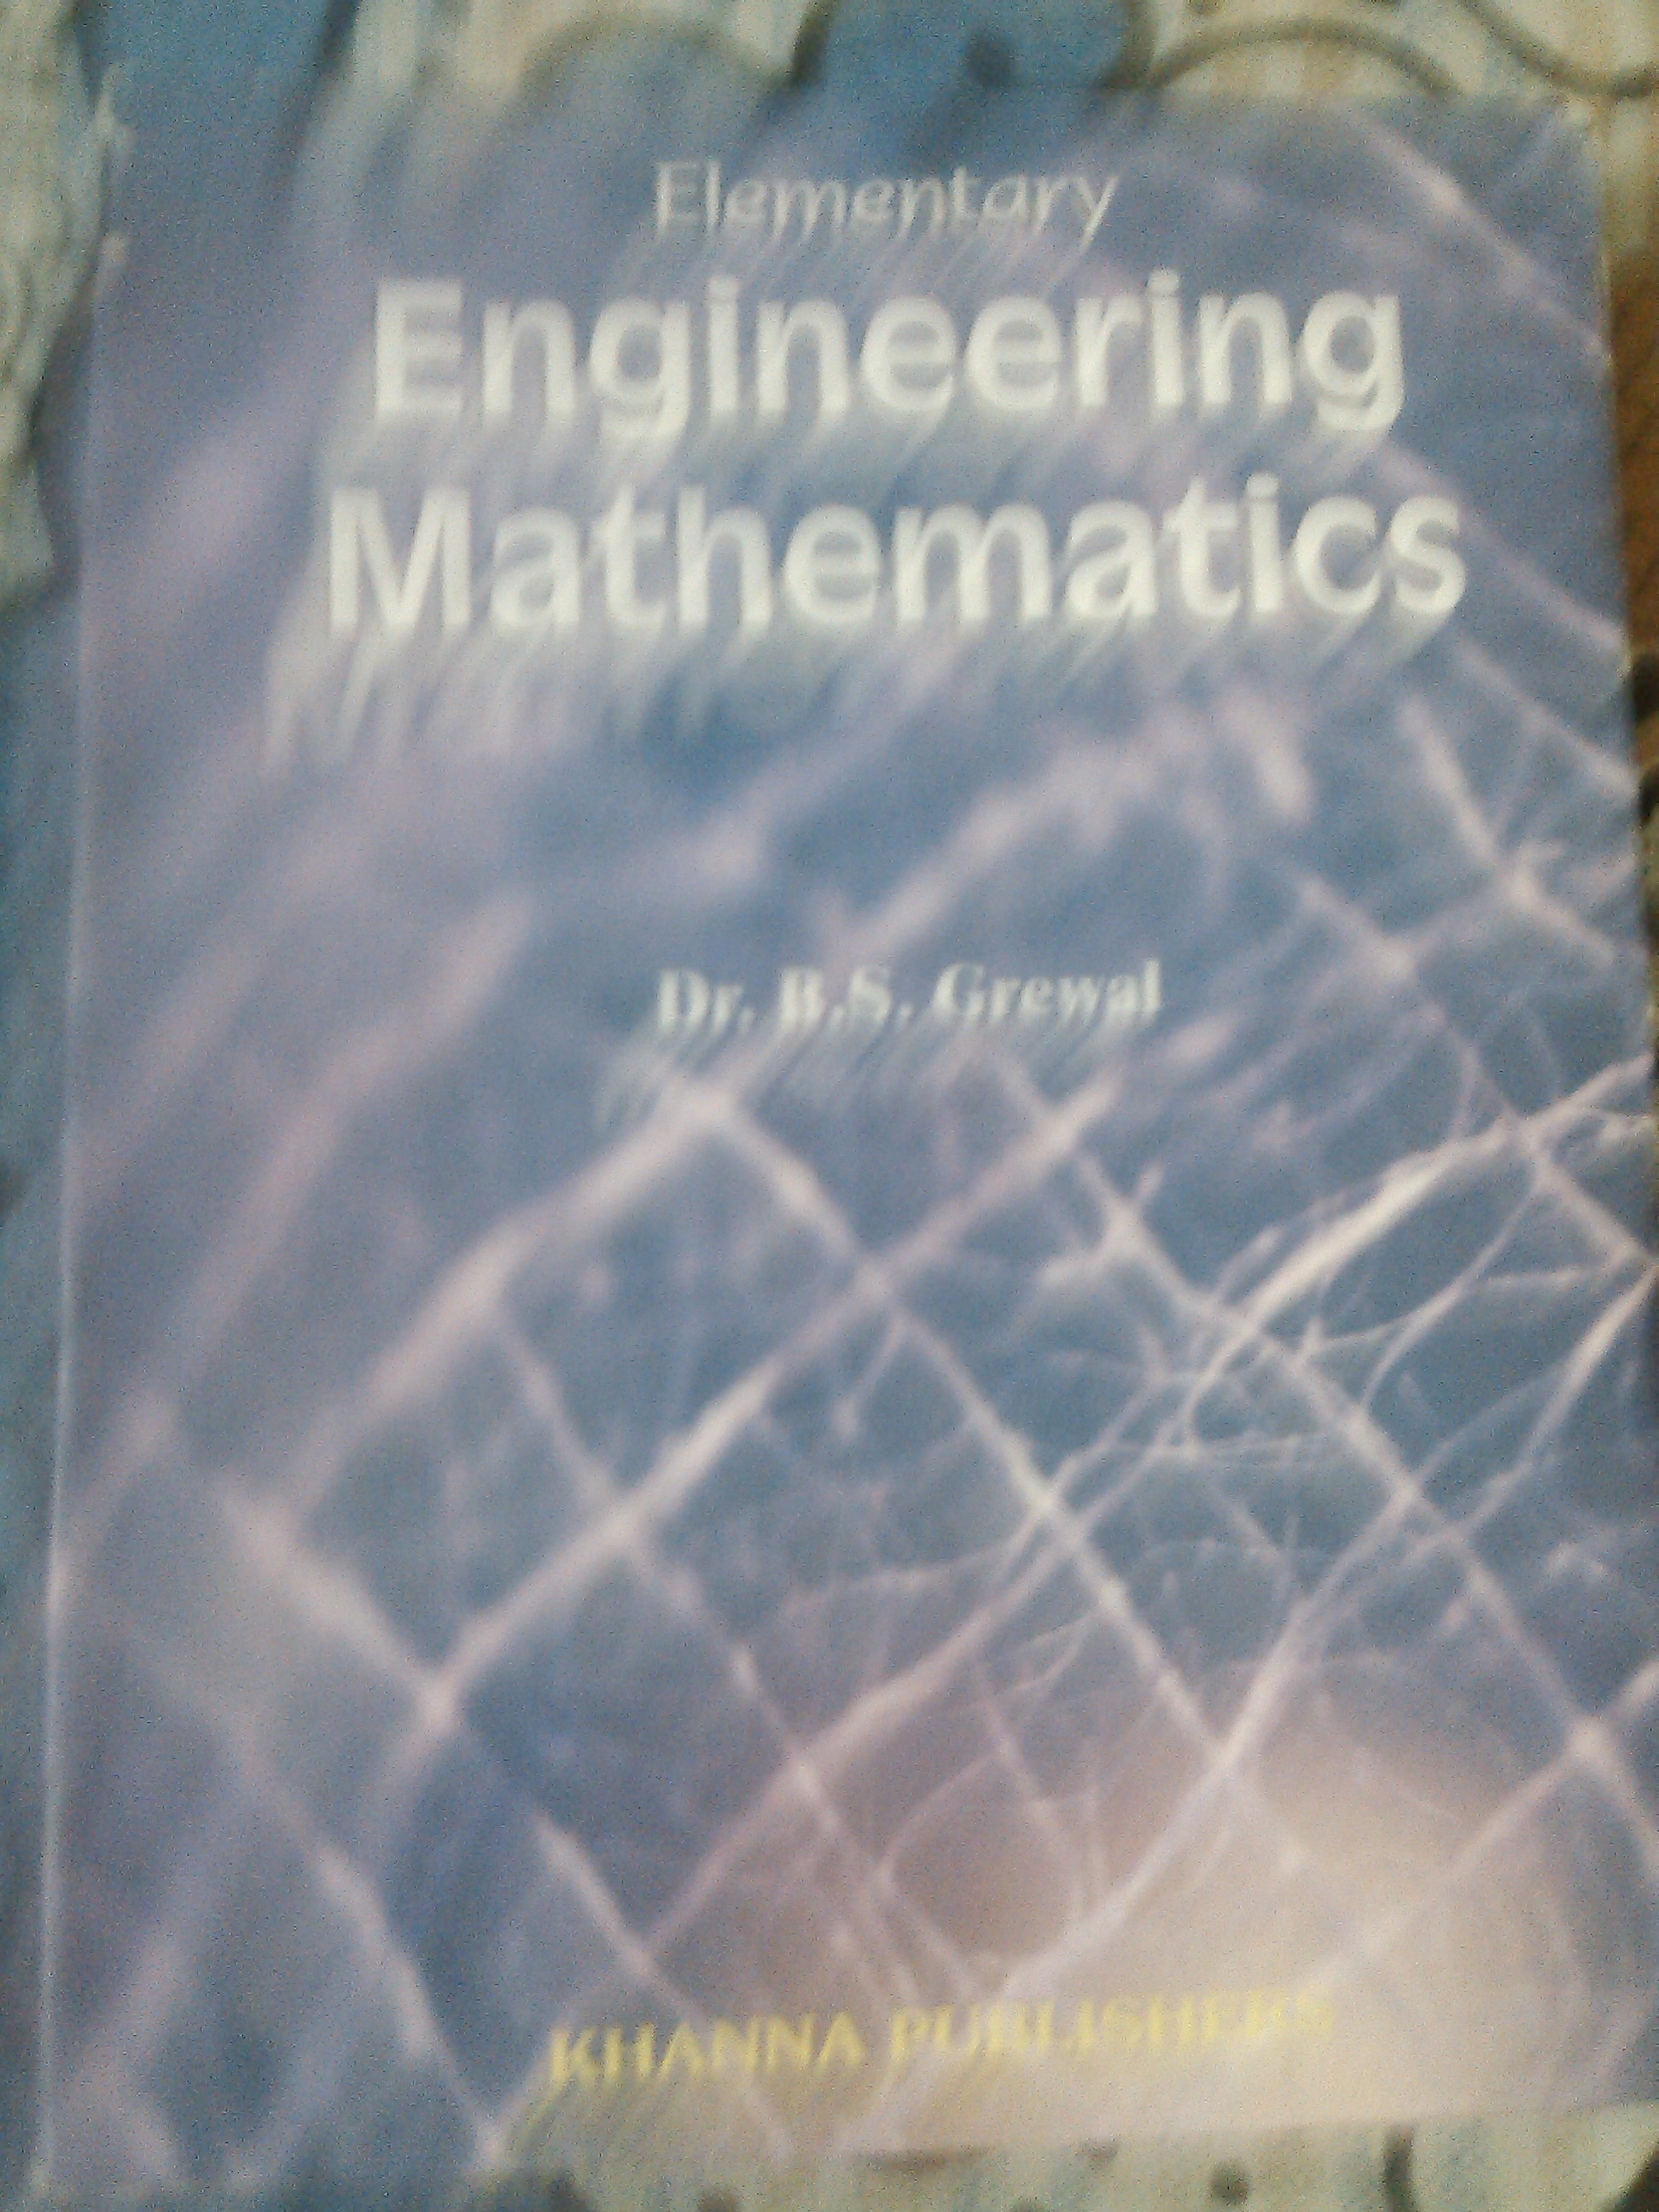 Elementary
Engineering
Mathematics
Dr. B.S. Grewal
KHANNA PUBLISHERS